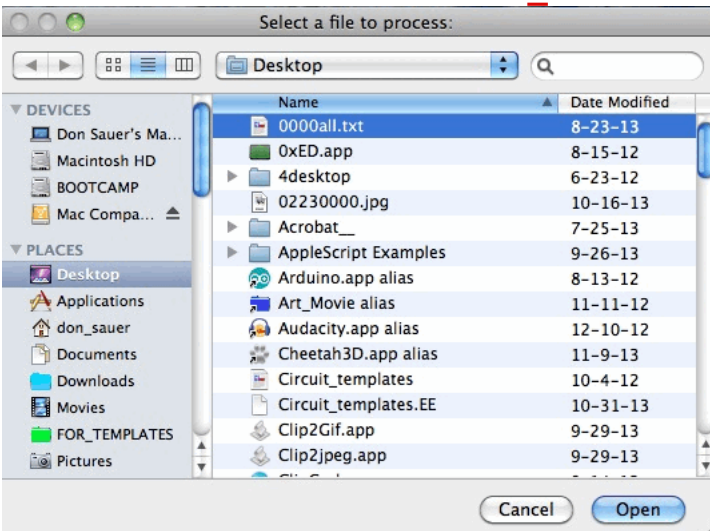 Select a file to process:
Desktop
Name Date Modified
DEVICES
Don Sauer's Ma...
Macintosh HD
BOOTCAMP
Mac Compa...
PLACES
Desktop
Applications
don_sauer
Documents
Downloads
Movies
FOR_TEMPLATES
Pictures
0000all.txt 8-23-13
0xED.app 8-15-12
4desktop 6-23-12
02230000.jpg 10-16-13
Acrobat__ 7-25-13
AppleScript Examples 9-26-13
Arduino.app alias 8-13-12
Art_Movie alias 11-11-12
Audacity.app alias 12-10-12
Cheetah3D.app alias 11-9-13
Circuit_templates 10-4-12
Circuit_templates.EE 10-31-13
Clip2Gif.app 9-29-13
Clip2jpeg.app 9-29-13
Cancel Open